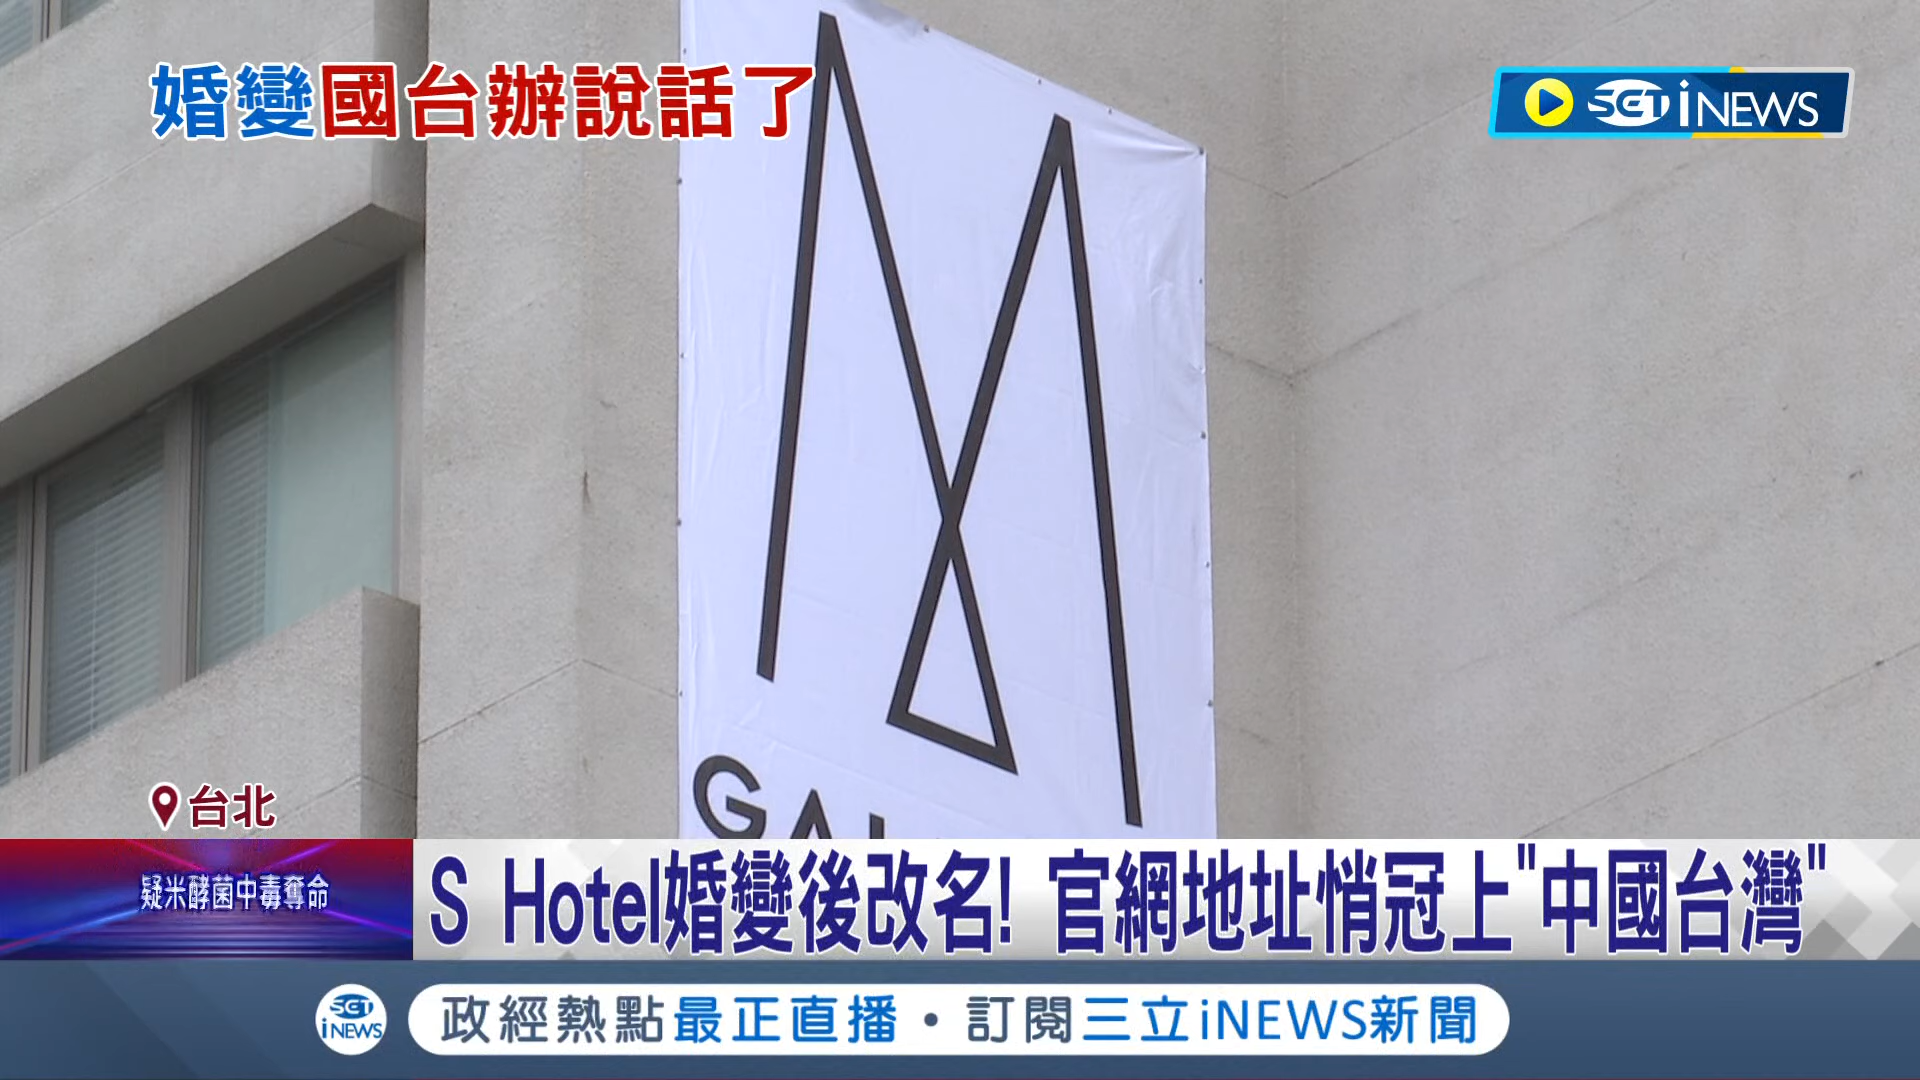 婚變國台辦說話了
SET iNEWS
台北
疑米酵菌中毒奪命
S Hotel婚變後改名! 官網地址悄冠上"中國台灣"
SET iNEWS
政經熱點最正直播・訂閱三立iNEWS新聞